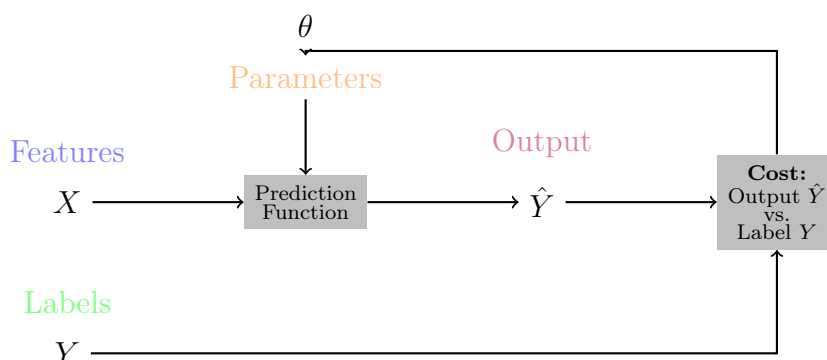 θ
Parameters
Features
Output
X
Prediction
Function
Ŷ
Cost:
Output Ŷ
vs.
Label Y
Labels
Y